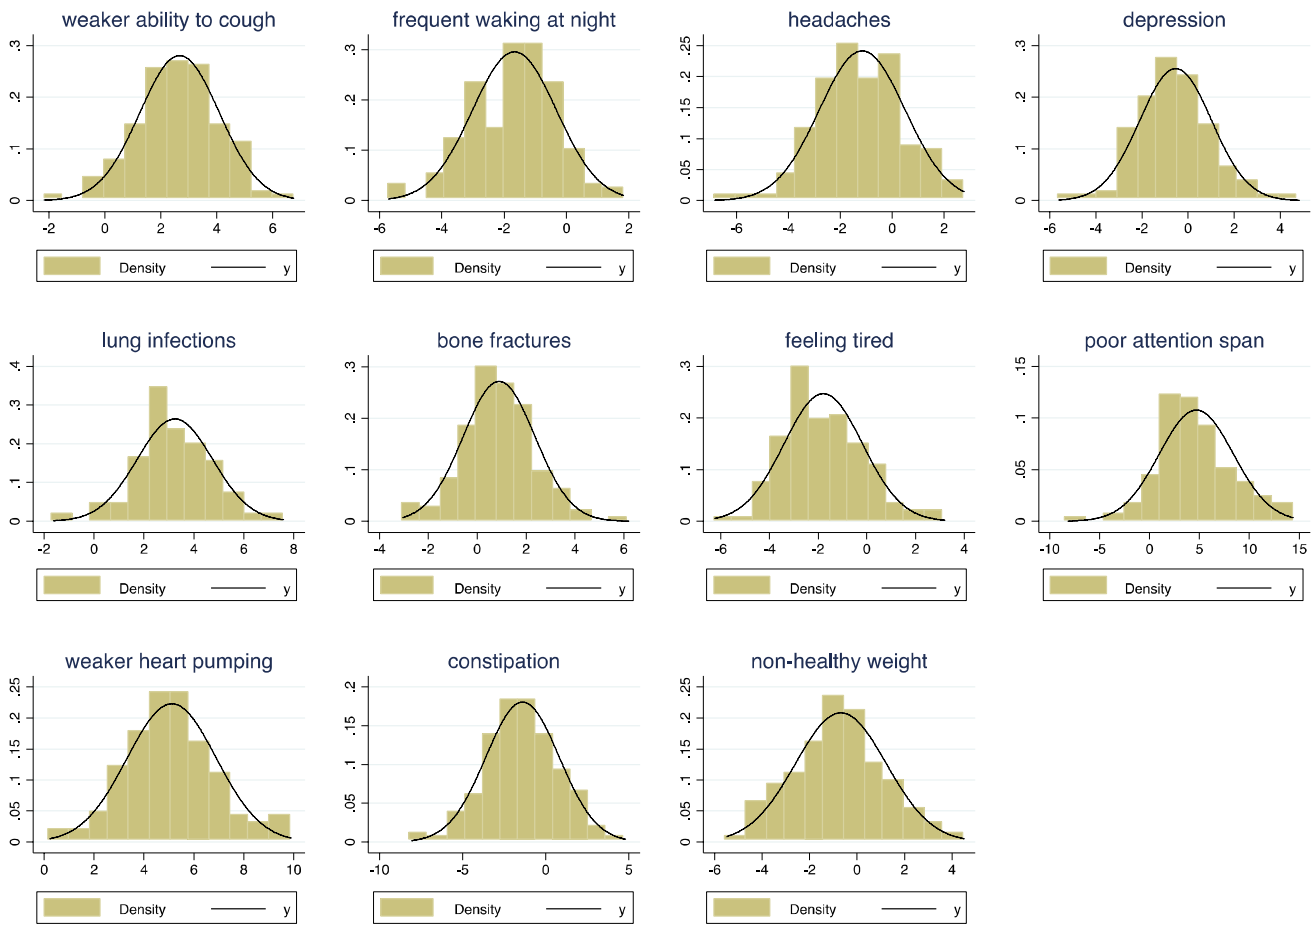 weaker ability to cough
frequent waking at night
headaches
depression
0 .1 .2 .3
-2 0 2 4 6
0 .1 .2 .3
-6 -4 -2 0 2
0 .05 .1 .15 .2 .25
-6 -4 -2 0 2
0 .1 .2 .3
-4 -2 0 2 4
Density y
Density y
Density y
Density y
lung infections
bone fractures
feeling tired
poor attention span
0 .1 .2 .3 .4
-2 0 2 4 6 8
0 .1 .2 .3
-4 -2 0 2 4 6
0 .1 .2 .3
-6 -4 -2 0 2 4
0 .05 .1 .15
-10 -5 0 5 10 15
Density y
Density y
Density y
Density y
weaker heart pumping
constipation
non-healthy weight
0 .05 .1 .15 .2 .25
0 2 4 6 8 10
0 .05 .1 .15 .2
-10 -5 0 5
0 .05 .1 .15 .2 .25
-6 -4 -2 0 2 4
Density y
Density y
Density y